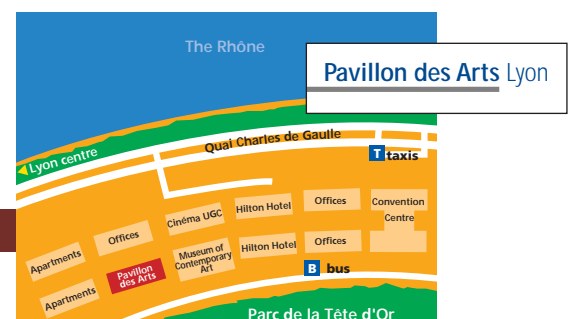 The Rhône
Pavillon des Arts Lyon
Lyon centre
Quai Charles de Gaulle
T taxis
Apartments
Offices
Cinéma UGC
Hilton Hotel
Offices
Convention
Centre
Apartments
Pavillon
des Arts
Museum of
Contemporary
Art
Hilton Hotel
Offices
B bus
Parc de la Tête d'Or